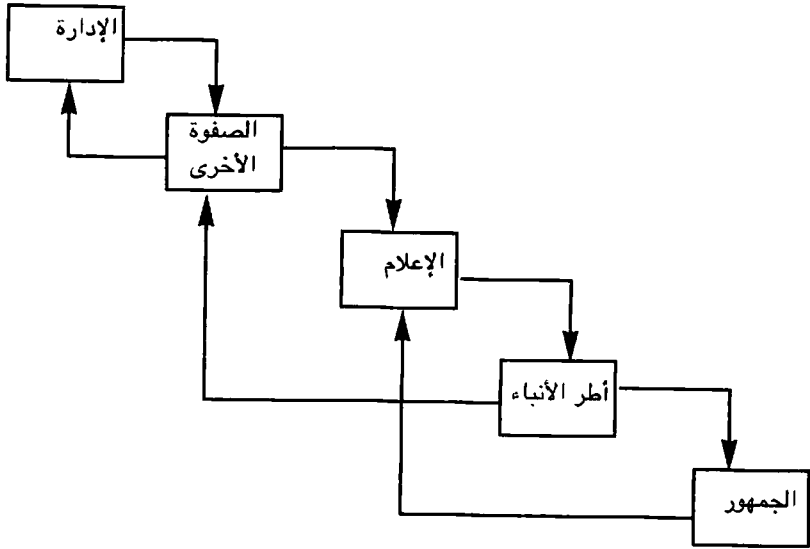 الإدارة
الصفوة
الأخرى
الإعلام
أطر الأنباء
الجمهور